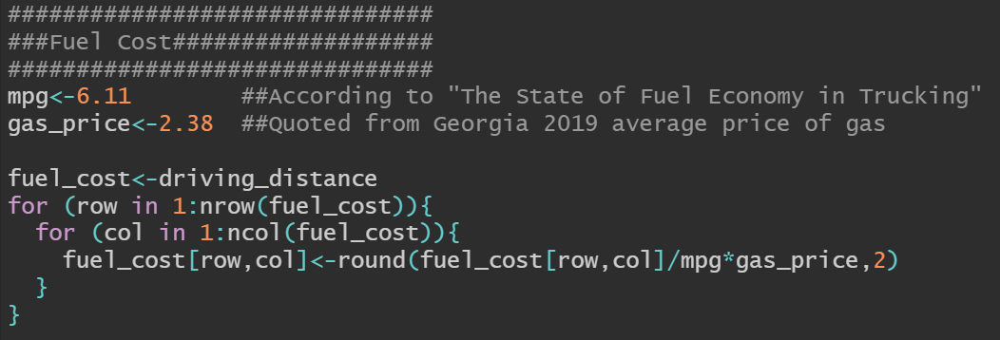 ###############################
###Fuel Cost###################
###############################
mpg<-6.11        ##According to "The State of Fuel Economy in Trucking"
gas_price<-2.38  ##Quoted from Georgia 2019 average price of gas

fuel_cost<-driving_distance
for (row in 1:nrow(fuel_cost)){
  for (col in 1:ncol(fuel_cost)){
    fuel_cost[row,col]<-round(fuel_cost[row,col]/mpg*gas_price,2)
  }
}